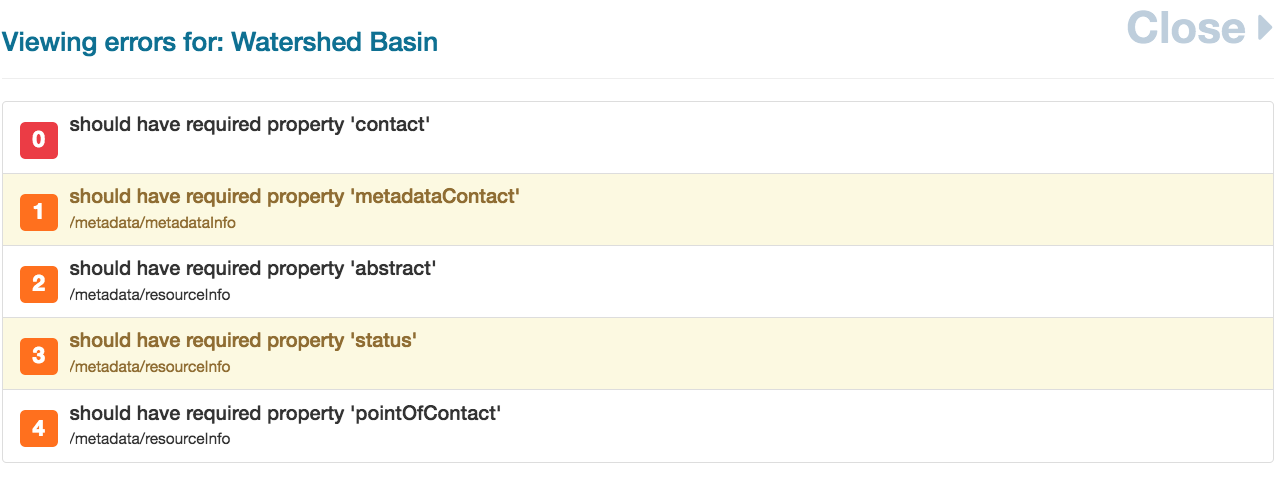 Close
Viewing errors for: Watershed Basin
0 should have required property 'contact'
1 should have required property 'metadataContact'
/metadata/metadataInfo
2 should have required property 'abstract'
/metadata/resourceInfo
3 should have required property 'status'
/metadata/resourceInfo
4 should have required property 'pointOfContact'
/metadata/resourceInfo